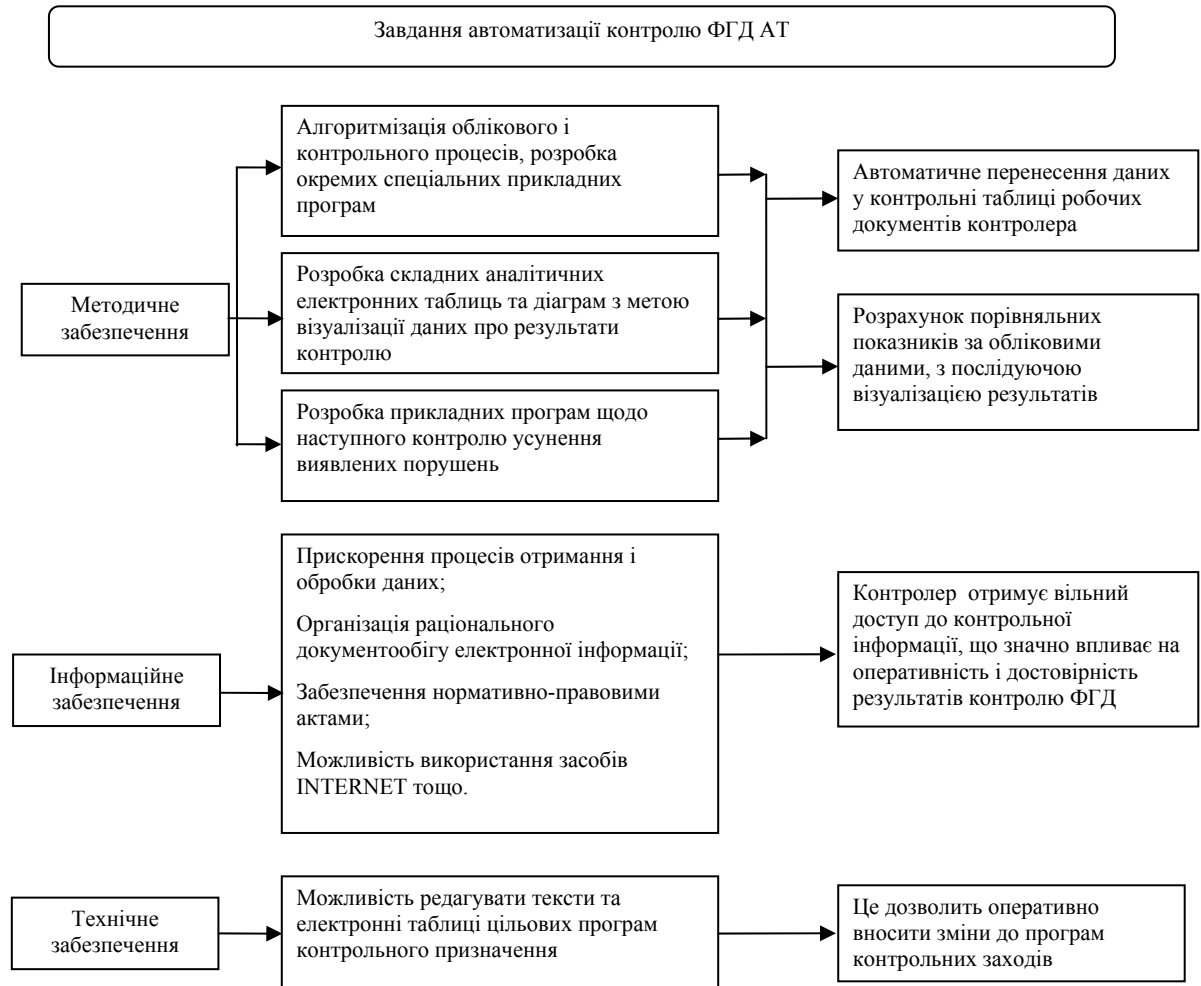 Завдання автоматизації контролю ФГД АТ
Методичне
забезпечення
Алгоритмізація облікового і
контрольного процесів, розробка
окремих спеціальних прикладних
програм
Розробка складних аналітичних
електронних таблиць та діаграм з метою
візуалізації даних про результати
контролю
Розробка прикладних програм щодо
наступного контролю усунення
виявлених порушень
Автоматичне перенесення даних
у контрольні таблиці робочих
документів контролера
Розрахунок порівняльних
показників за обліковими
даними, з послідуючою
візуалізацією результатів
Інформаційне
забезпечення
Прискорення процесів отримання і
обробки даних;
Організація раціонального
документообігу електронної інформації;
Забезпечення нормативно-правовими
актами;
Можливість використання засобів
INTERNET тощо.
Контролер отримує вільний
доступ до контрольної
інформації, що значно впливає на
оперативність і достовірність
результатів контролю ФГД
Технічне
забезпечення
Можливість редагувати тексти та
електронні таблиці цільових програм
контрольного призначення
Це дозволить оперативно
вносити зміни до програм
контрольних заходів